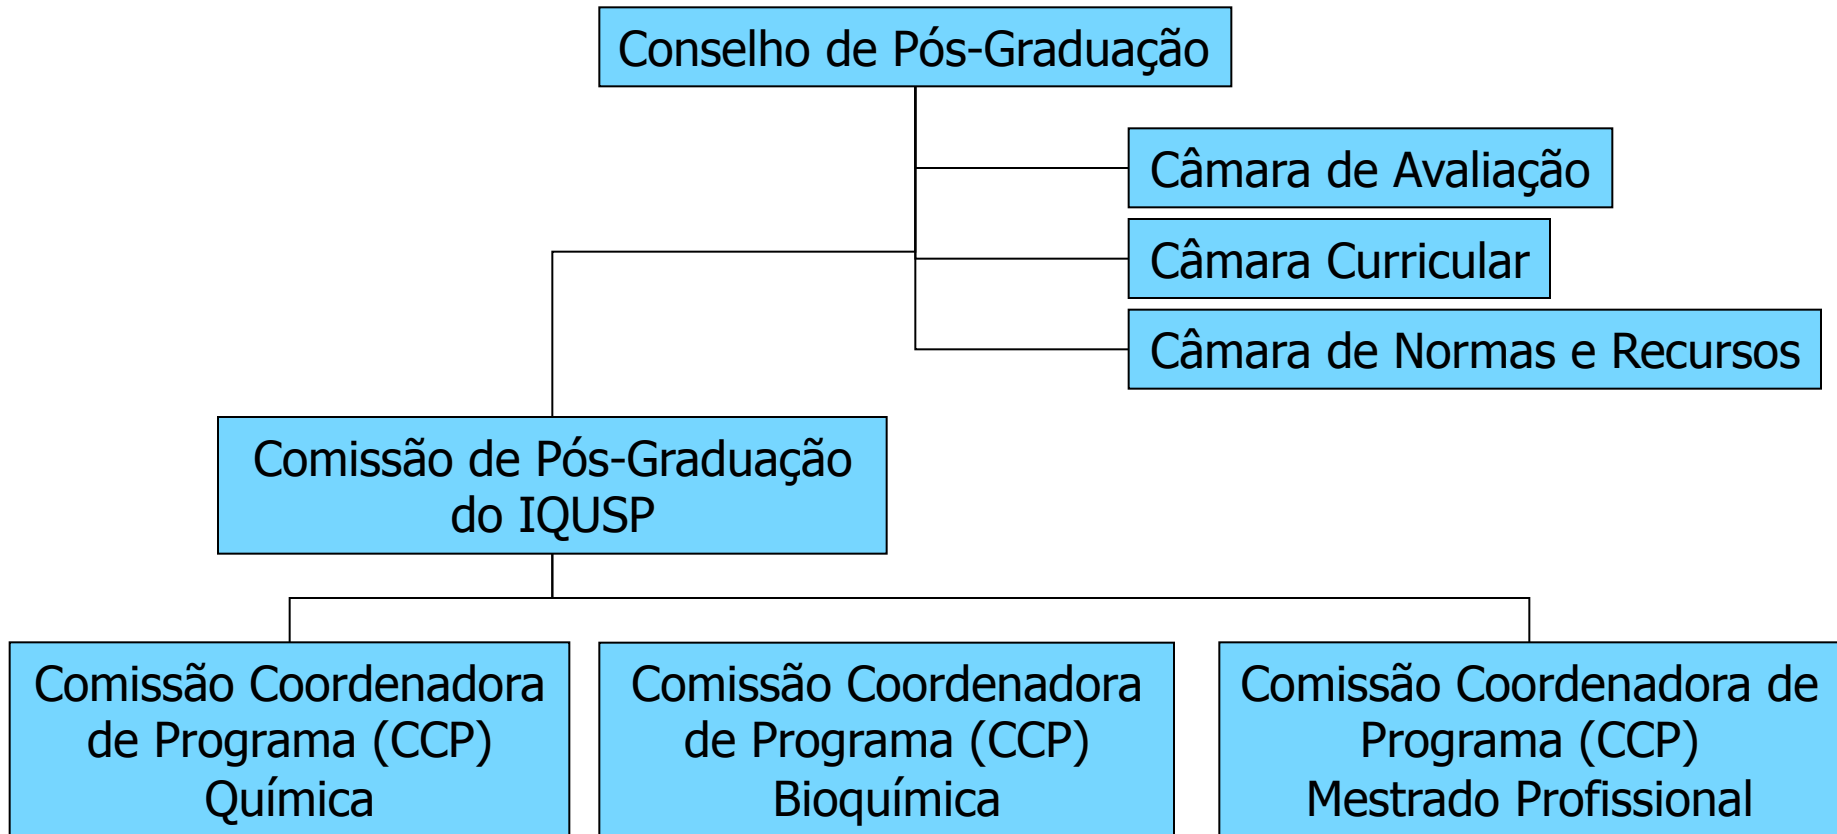 Conselho de Pós-Graduação
Câmara de Avaliação
Câmara Curricular
Câmara de Normas e Recursos
Comissão de Pós-Graduação
do IQUSP
Comissão Coordenadora
de Programa (CCP)
Química
Comissão Coordenadora
de Programa (CCP)
Bioquímica
Comissão Coordenadora de
Programa (CCP)
Mestrado Profissional